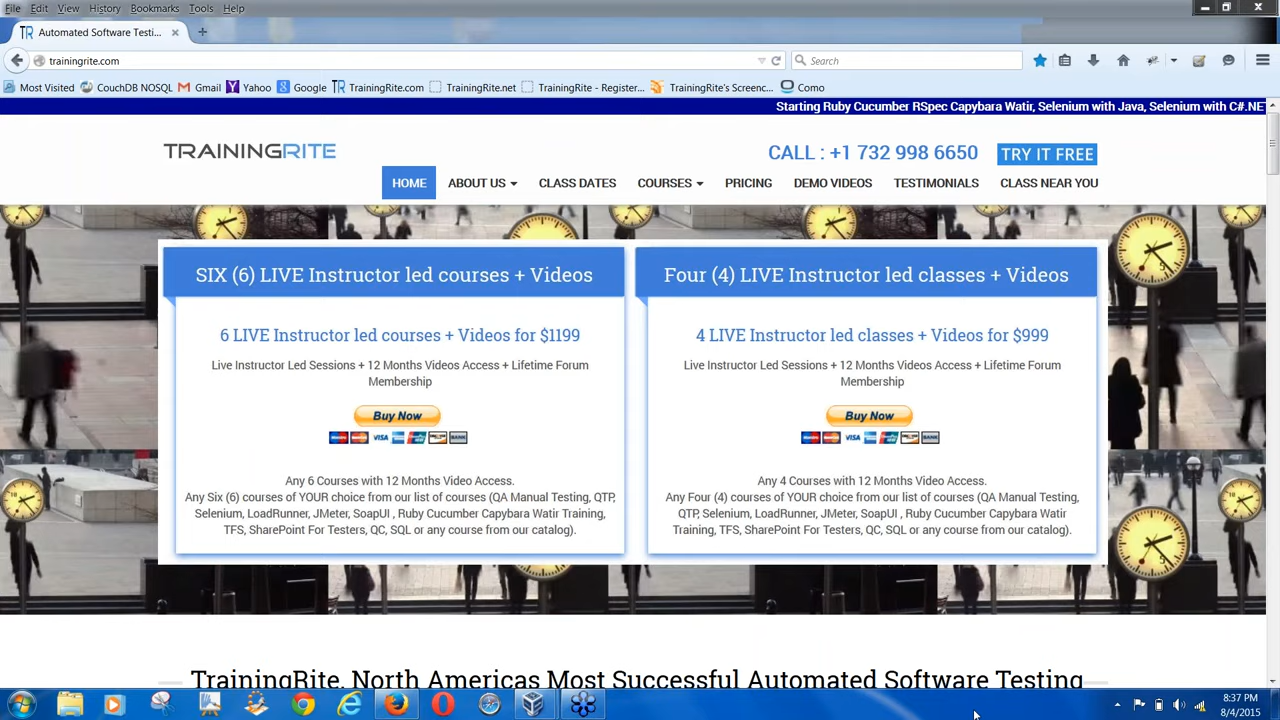 File Edit View History Bookmarks Tools Help
Automated Software Testi...
trainingrite.com
Search
Most Visited CouchDB NOSQL Gmail Yahoo Google TrainingRite.com TrainingRite.net TrainingRite - Register... TrainingRite's Screenc... Como
Starting Ruby Cucumber RSpec Capybara Watir, Selenium with Java, Selenium with C#.NE
TRAININGRITE
CALL : +1 732 998 6650 TRY IT FREE
HOME ABOUT US CLASS DATES COURSES PRICING DEMO VIDEOS TESTIMONIALS CLASS NEAR YOU
SIX (6) LIVE Instructor led courses + Videos
6 LIVE Instructor led courses + Videos for $1199
Live Instructor Led Sessions + 12 Months Videos Access + Lifetime Forum
Membership
Buy Now
VISA BANK
Any 6 Courses with 12 Months Video Access.
Any Six (6) courses of YOUR choice from our list of courses (QA Manual Testing, QTP,
Selenium, LoadRunner, JMeter, SoapUI , Ruby Cucumber Capybara Watir Training,
TFS, SharePoint For Testers, QC, SQL or any course from our catalog).
Four (4) LIVE Instructor led classes + Videos
4 LIVE Instructor led classes + Videos for $999
Live Instructor Led Sessions + 12 Months Videos Access + Lifetime Forum
Membership
Buy Now
VISA BANK
Any 4 Courses with 12 Months Video Access.
Any Four (4) courses of YOUR choice from our list of courses (QA Manual Testing,
QTP, Selenium, LoadRunner, JMeter, SoapUI , Ruby Cucumber Capybara Watir
Training, TFS, SharePoint For Testers, QC, SQL or any course from our catalog).
TrainingRite, North Americas Most Successful Automated Software Testing
8:37 PM
8/4/2015